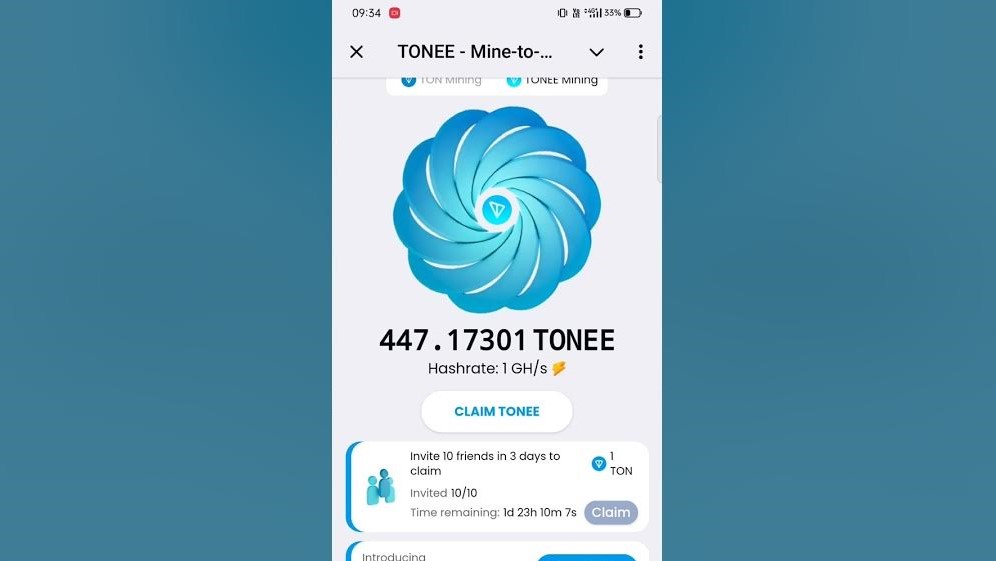 09:34
4G
33%
TONEE - Mine-to-...
TON Mining
TONEE Mining
447.17301 TONEE
Hashrate: 1 GH/s
CLAIM TONEE
Invite 10 friends in 3 days to
claim
1
TON
Invited 10/10
Time remaining: 1d 23h 10m 7s
Claim
Introducing